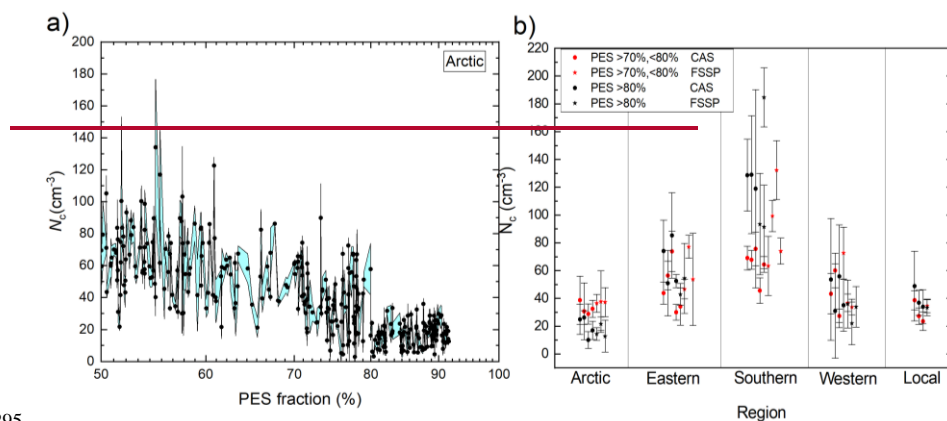 a)
b)
200
180
160
140
120
100
80
60
40
20
0
N_c(cm⁻³)
Arctic
50
60
70
80
90
100
PES fraction (%)
220
200
180
160
140
120
100
80
60
40
20
0
N_c (cm⁻³)
PES >70%,<80% CAS
PES >70%,<80% FSSP
PES >80% CAS
PES >80% FSSP
Arctic Eastern Southern Western Local
Region